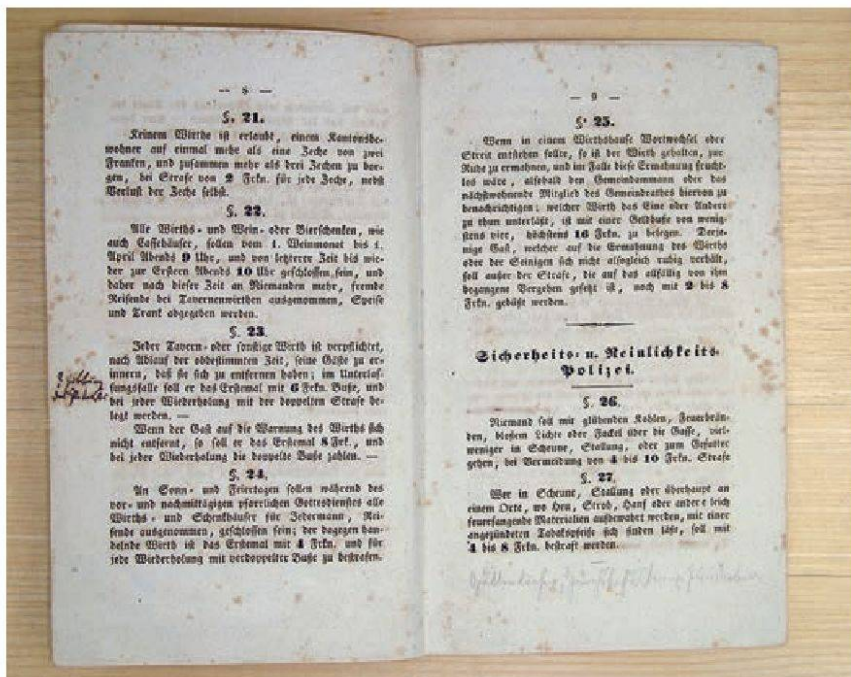 — 8 —
§. 21.
Keinem Wirthe ist erlaubt, einem Kantonsbe-
wohner auf einmal mehr als eine Zeche von zwei
Franken, und zusammen mehr als drei Zechen zu bor-
gen, bei Strafe von 2 Frkn. für jede Zeche, nebst
Verlust der Zeche selbst.
§. 22.
Alle Wirths- und Wein- oder Bierschenken, wie
auch Caffehäuser, sollen vom 1. Weinmonat bis 1.
April Abends 9 Uhr, und von letzterer Zeit bis wie-
der zur Erstern Abends 10 Uhr geschlossen sein, und
daher nach dieser Zeit an Niemanden mehr, fremde
Reisende bei Tavernenwirthen ausgenommen, Speise
und Trank abgegeben werden.
§. 23.
Jeder Tavern- oder sonstige Wirth ist verpflichtet,
nach Ablauf der obbestimmten Zeit, seine Gäste zu er-
innern, daß sie sich zu entfernen haben; im Unterlas-
sungsfalle soll er das Erstemal mit 6 Frkn. Buße, und
bei jeder Wiederholung mit der doppelten Strafe be-
legt werden. —
Wenn der Gast auf die Warnung des Wirths sich
nicht entfernt, so soll er das Erstemal 8 Frk., und
bei jeder Wiederholung die doppelte Buße zahlen. —
§. 24.
An Sonn- und Feiertagen sollen während des
vor- und nachmittägigen pfarrlichen Gottesdienstes alle
Wirths- und Schenkhäuser für Jedermann, Rei-
sende ausgenommen, geschlossen sein; der dagegen han-
delnde Wirth ist das Erstemal mit 4 Frkn. und für
jede Wiederholung mit verdoppelter Buße zu bestrafen.
— 9 —
§. 25.
Wenn in einem Wirthshause Wortwechsel oder
Streit entstehen sollte, so ist der Wirth gehalten, zur
Ruhe zu ermahnen, und im Falle diese Ermahnung frucht-
los wäre, alsebald den Gemeindammann oder das
nächstwohnende Mitglied des Gemeindrathes hiervon zu
benachrichtigen; welcher Wirth das Eine oder Andere
zu thun unterläßt, ist mit einer Geldbuße von wenig-
stens vier, höchstens 16 Frkn. zu belegen. Derje-
nige Gast, welcher auf die Ermahnung des Wirths
oder der Seinigen sich nicht alsogleich ruhig verhält,
soll außer der Strafe, die auf das allfällig von ihm
begangene Vergehen gesetzt ist, noch mit 2 bis 8
Frkn. gebüßt werden.
Sicherheits- u. Reinlichkeits-
Polizei.
§. 26.
Niemand soll mit glühenden Kohlen, Feuerbrän-
den, bloßem Lichte oder Fackel über die Gasse, viel-
weniger in Scheune, Stallung, oder zum Gefutter
gehen, bei Vermeidung von 4 bis 10 Frkn. Strafe
§. 27.
Wer in Scheune, Stallung oder überhaupt an
einem Orte, wo Heu, Stroh, Hanf oder andere leich
feuerfangende Materialien aufbewahrt werden, mit einer
angezündeten Tabakspfeife sich finden läßt, soll mit
4 bis 8 Frkn. bestraft werden.